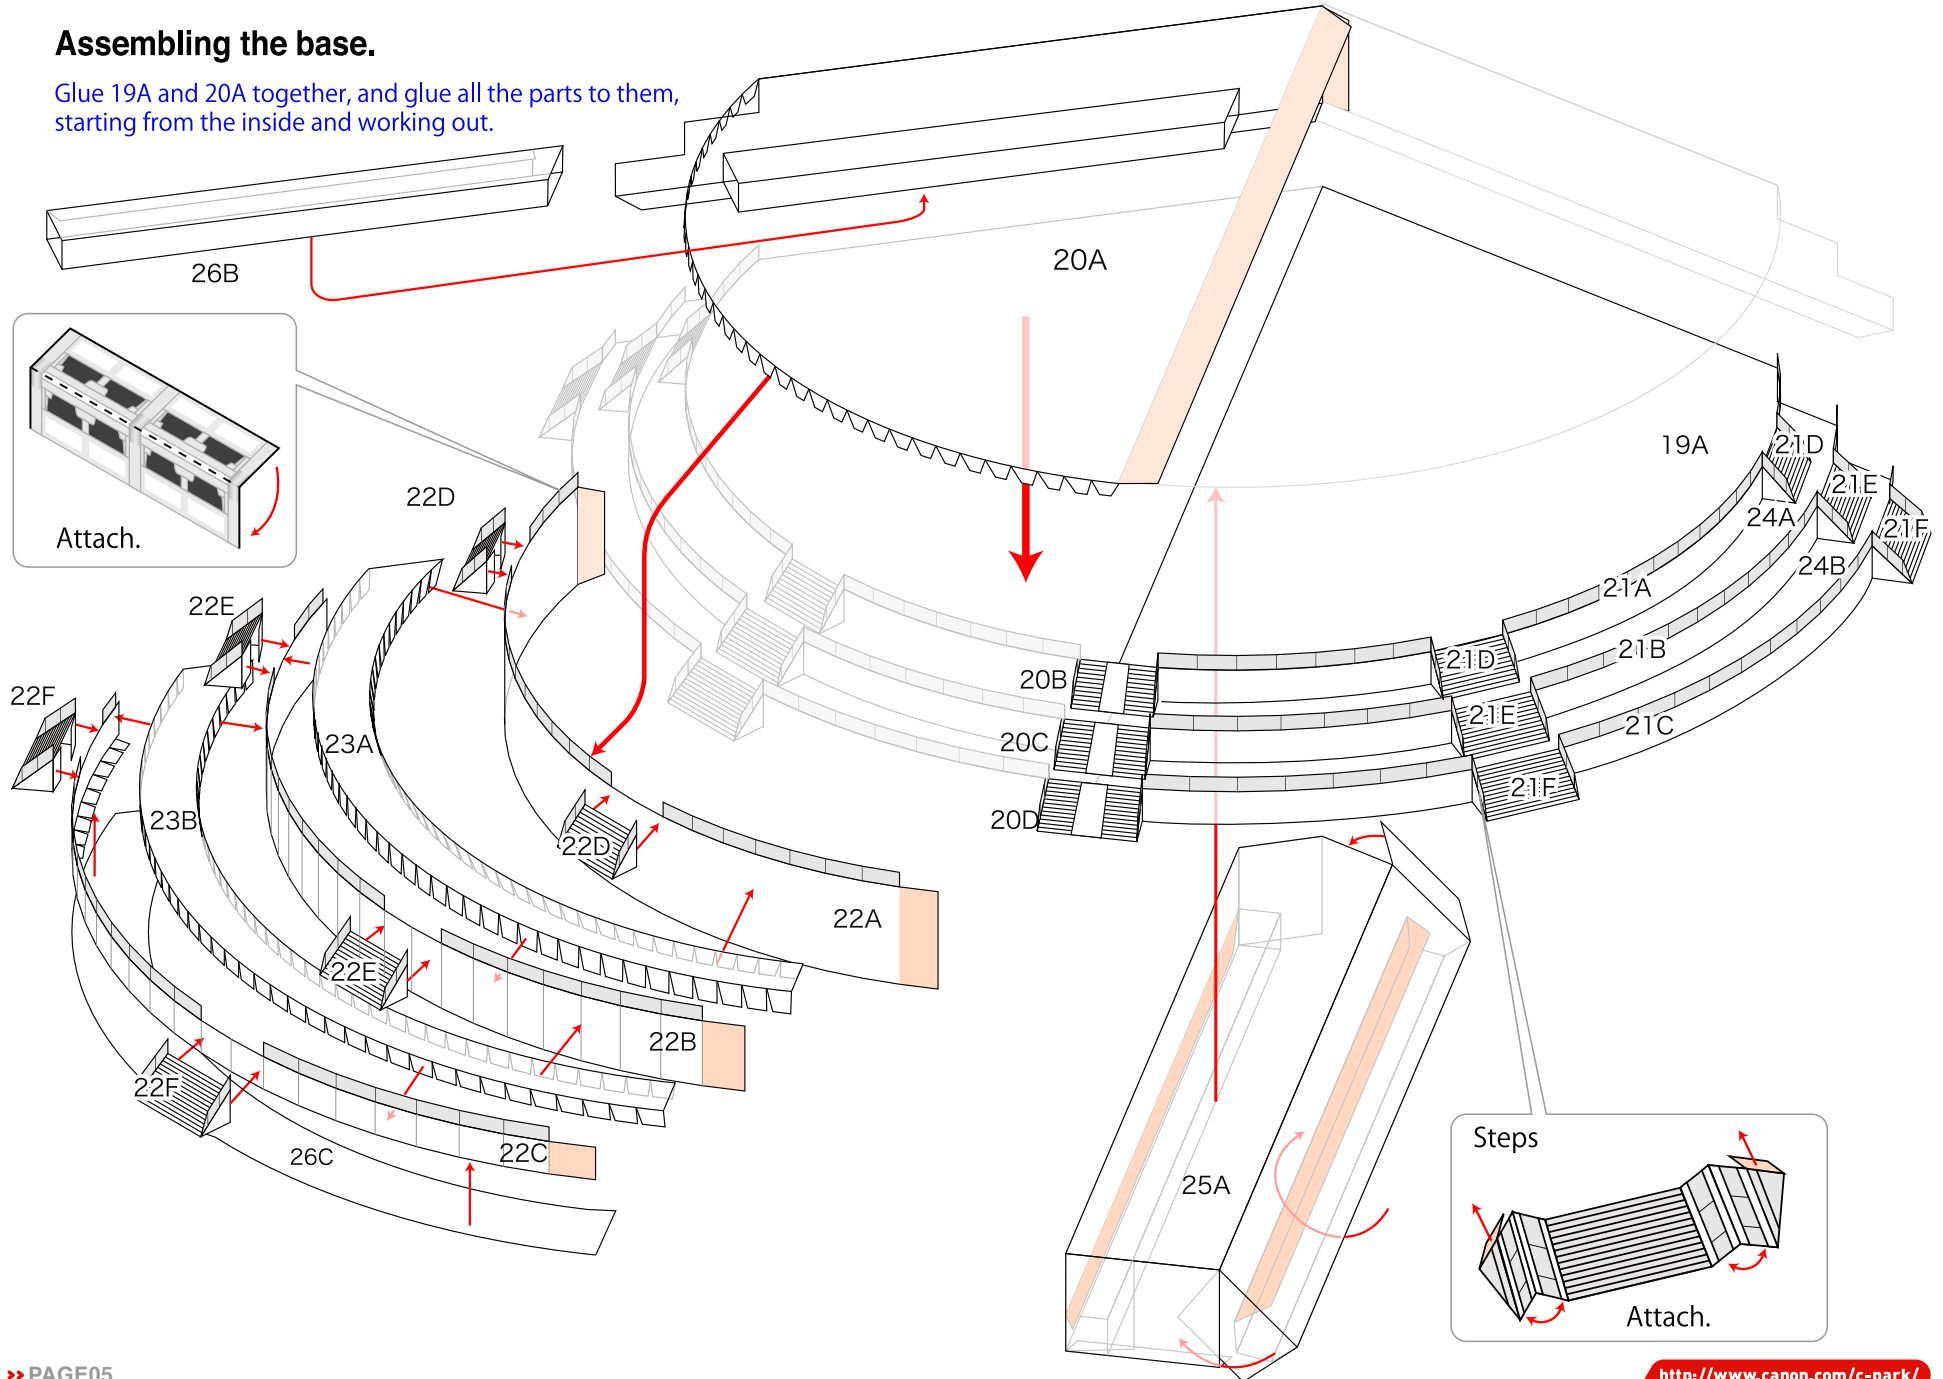 Assembling the base.
Glue 19A and 20A together, and glue all the parts to them,
starting from the inside and working out.
26B
20A
Attach.
22D
19A
21D
21E
24A
21F
24B
21A
22E
21B
21D
20B
22F
21E
21C
20C
23A
21F
23B
20D
22D
22A
22E
22B
22F
22C
26C
25A
Steps
Attach.
PAGE05
http://www.canon.com/c-park/